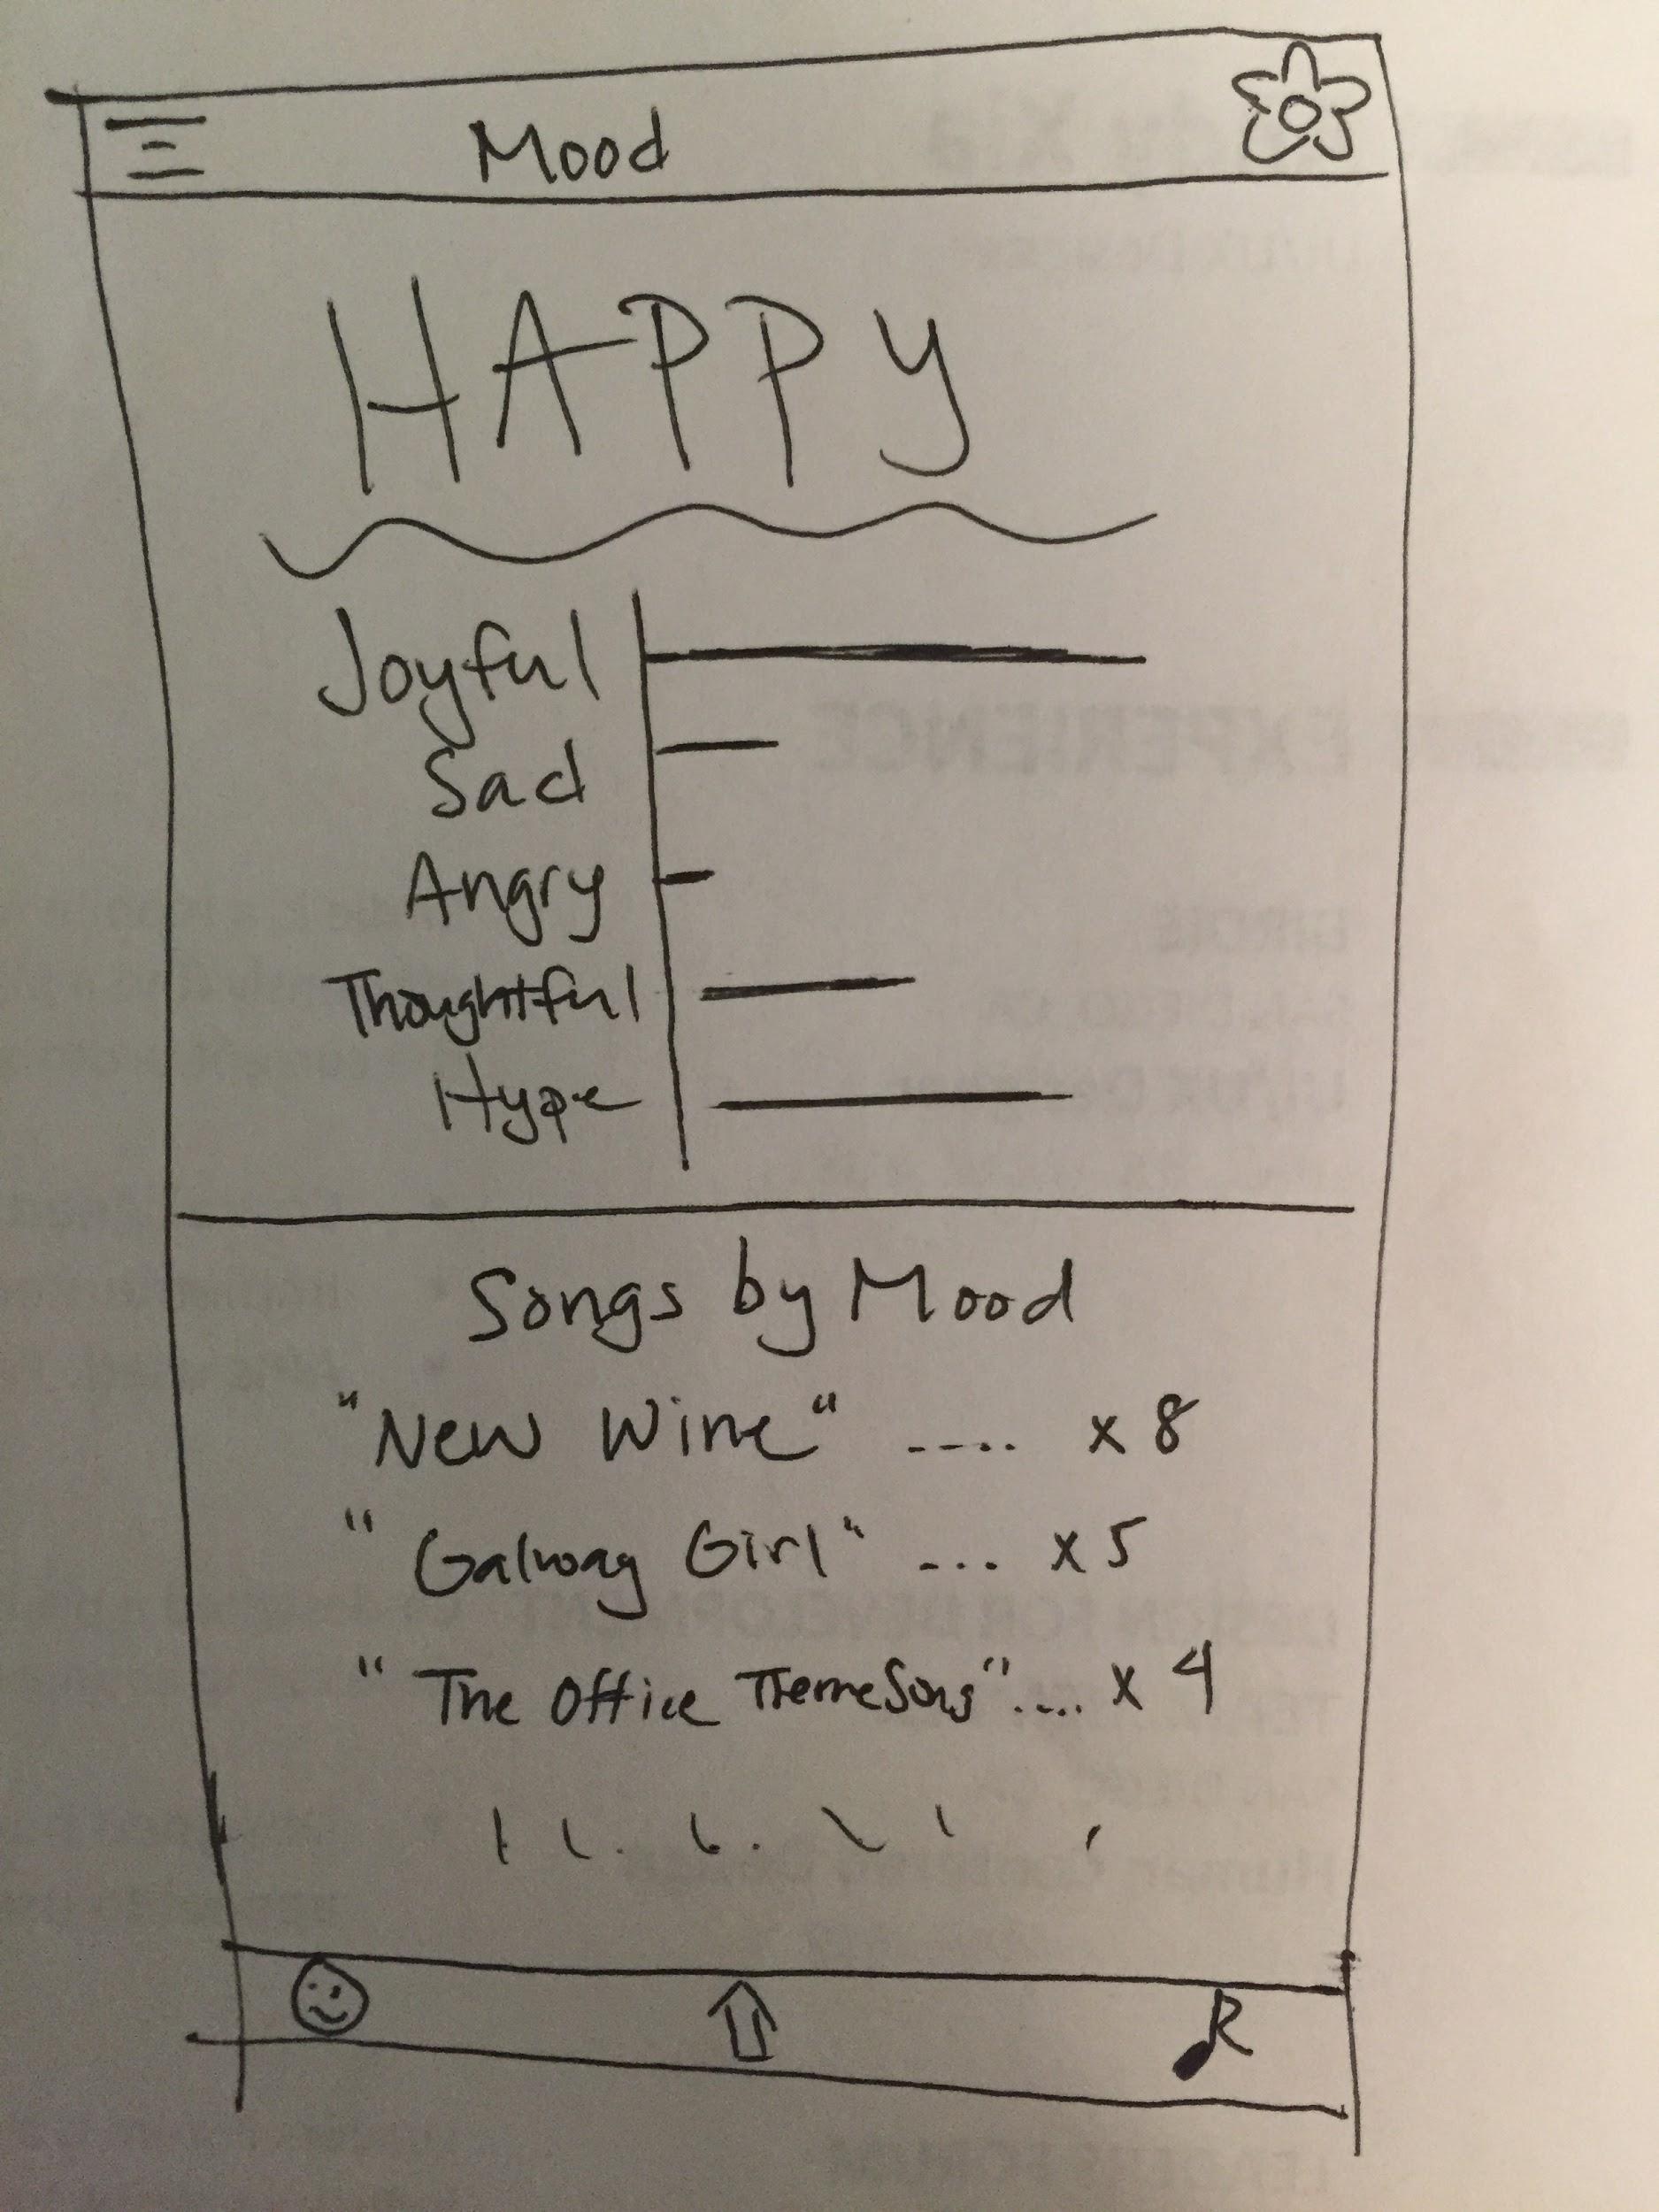 Mood
HAPPY
Joyful
Sad
Angry
Thoughtful
Hype
Songs by Mood
"New Wine" .... x 8
"Galway Girl" ... x 5
"The Office Theme Song" .... x 4
EXPERIENCE